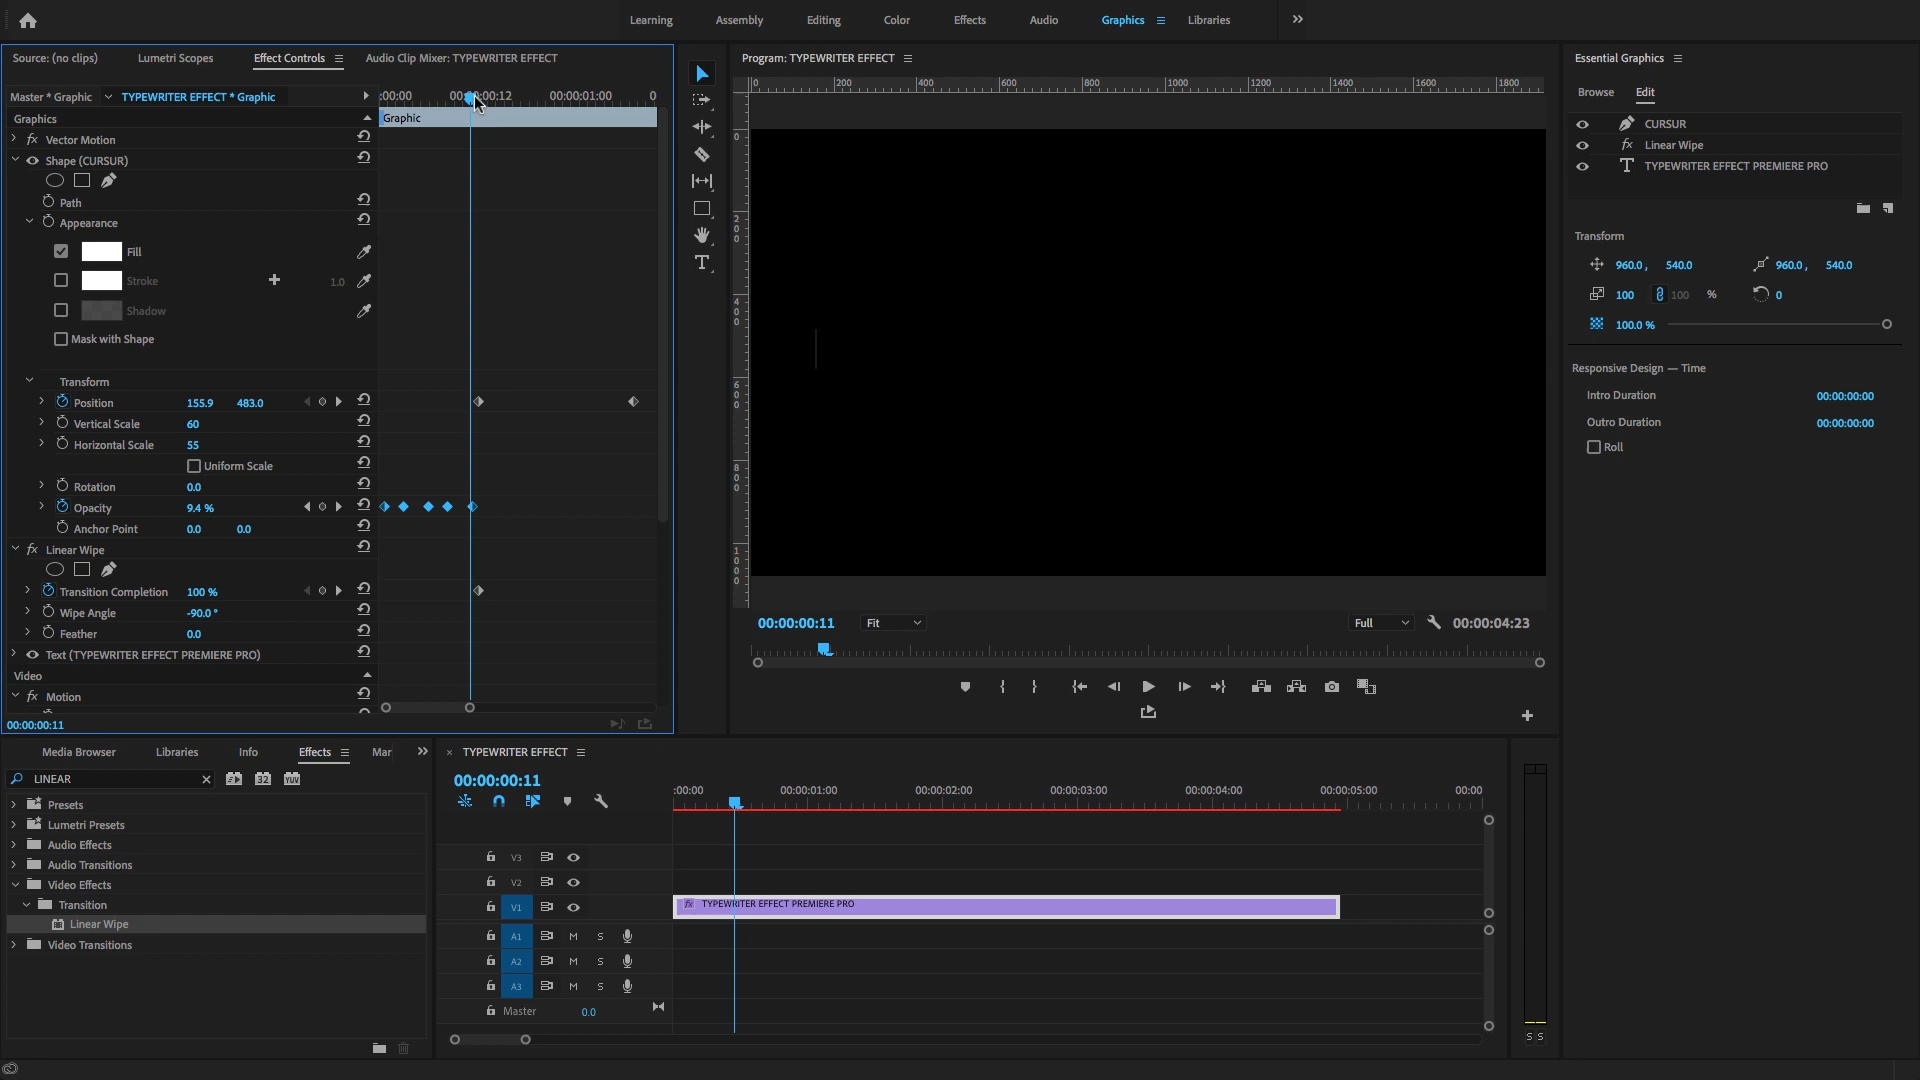 Learning Assembly Editing Color Effects Audio Graphics Libraries
Source: (no clips) Lumetri Scopes Effect Controls Audio Clip Mixer: TYPEWRITER EFFECT
Master * Graphic TYPEWRITER EFFECT * Graphic
:00:00 00:00:00:12 00:00:01:00 0
Graphics
Graphic
Vector Motion
Shape (CURSUR)
Path
Appearance
Fill
Stroke 1.0
Shadow
Mask with Shape
Transform
Position 155.9 483.0
Vertical Scale 60
Horizontal Scale 55
Uniform Scale
Rotation 0.0
Opacity 9.4 %
Anchor Point 0.0 0.0
Linear Wipe
Transition Completion 100 %
Wipe Angle -90.0 °
Feather 0.0
Text (TYPEWRITER EFFECT PREMIERE PRO)
Video
Motion
00:00:00:11
Program: TYPEWRITER EFFECT
0 200 400 600 800 1000 1200 1400 1600 1800
0
200
400
600
800
1000
00:00:00:11 Fit Full 00:00:04:23
Essential Graphics
Browse Edit
CURSUR
Linear Wipe
TYPEWRITER EFFECT PREMIERE PRO
Transform
960.0 , 540.0 960.0 , 540.0
100 100 % 0
100.0 %
Responsive Design — Time
Intro Duration 00:00:00:00
Outro Duration 00:00:00:00
Roll
Media Browser Libraries Info Effects Mar
LINEAR
32 YUV
Presets
Lumetri Presets
Audio Effects
Audio Transitions
Video Effects
Transition
Linear Wipe
Video Transitions
× TYPEWRITER EFFECT
00:00:00:11
:00:00 00:00:01:00 00:00:02:00 00:00:03:00 00:00:04:00 00:00:05:00 00:00
V3
V2
V1 fx TYPEWRITER EFFECT PREMIERE PRO
A1 M S
A2 M S
A3 M S
Master 0.0
S S